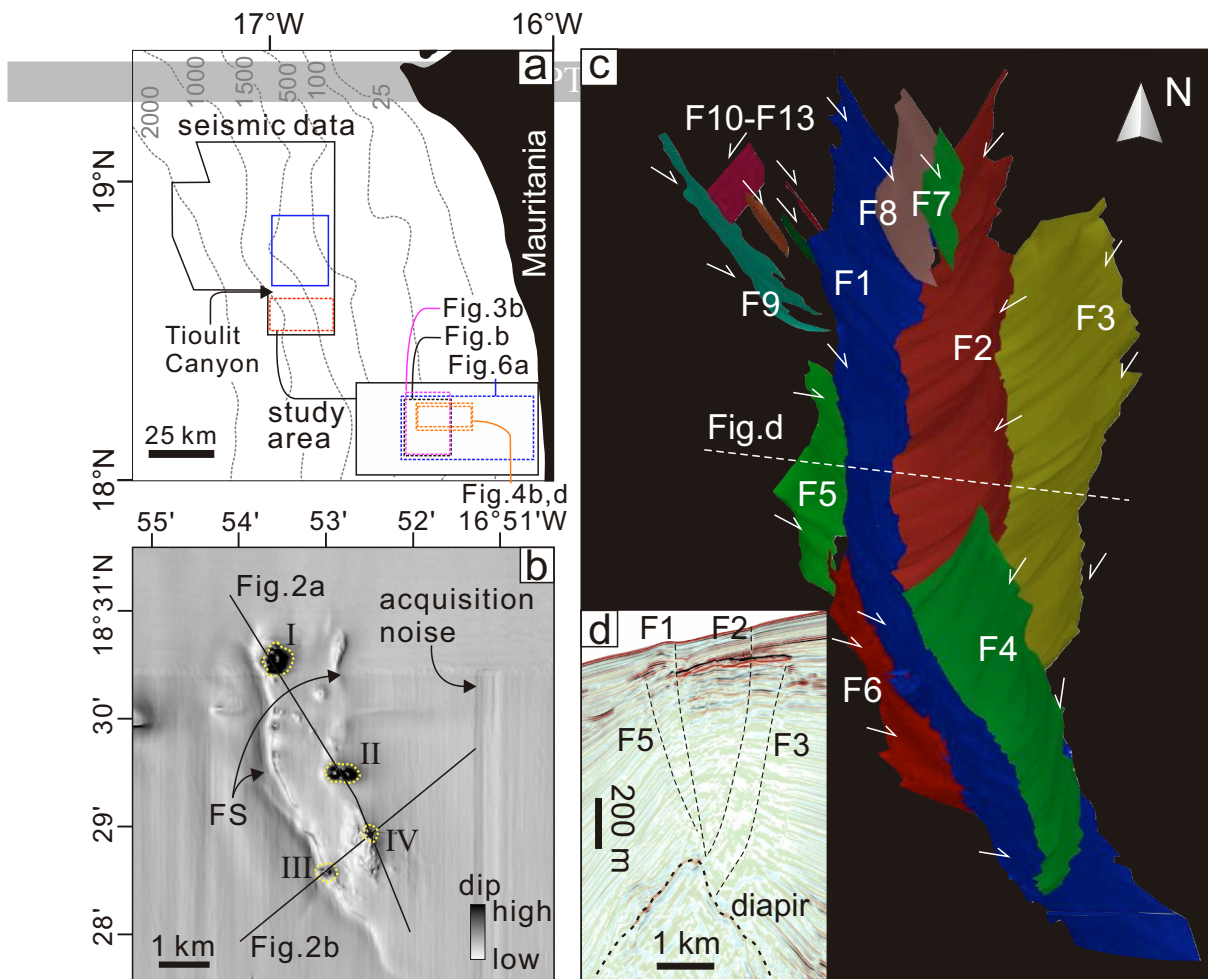 17°W
16°W
a
PT
2000
1000
1500
500
100
25
seismic data
19°N
Mauritania
Tioulit
Canyon
Fig.3b
Fig.b
Fig.6a
study
area
25 km
18°N
Fig.4b,d
55'
54'
53'
52'
16°51'W
b
18°31'N
30'
29'
28'
Fig.2a
acquisition
noise
I
II
FS
IV
III
dip
high
low
1 km
Fig.2b
c
N
F10-F13
F8
F7
F1
F9
F2
F3
Fig.d
F5
F4
F6
d
F1
F2
F5
F3
200 m
diapir
1 km